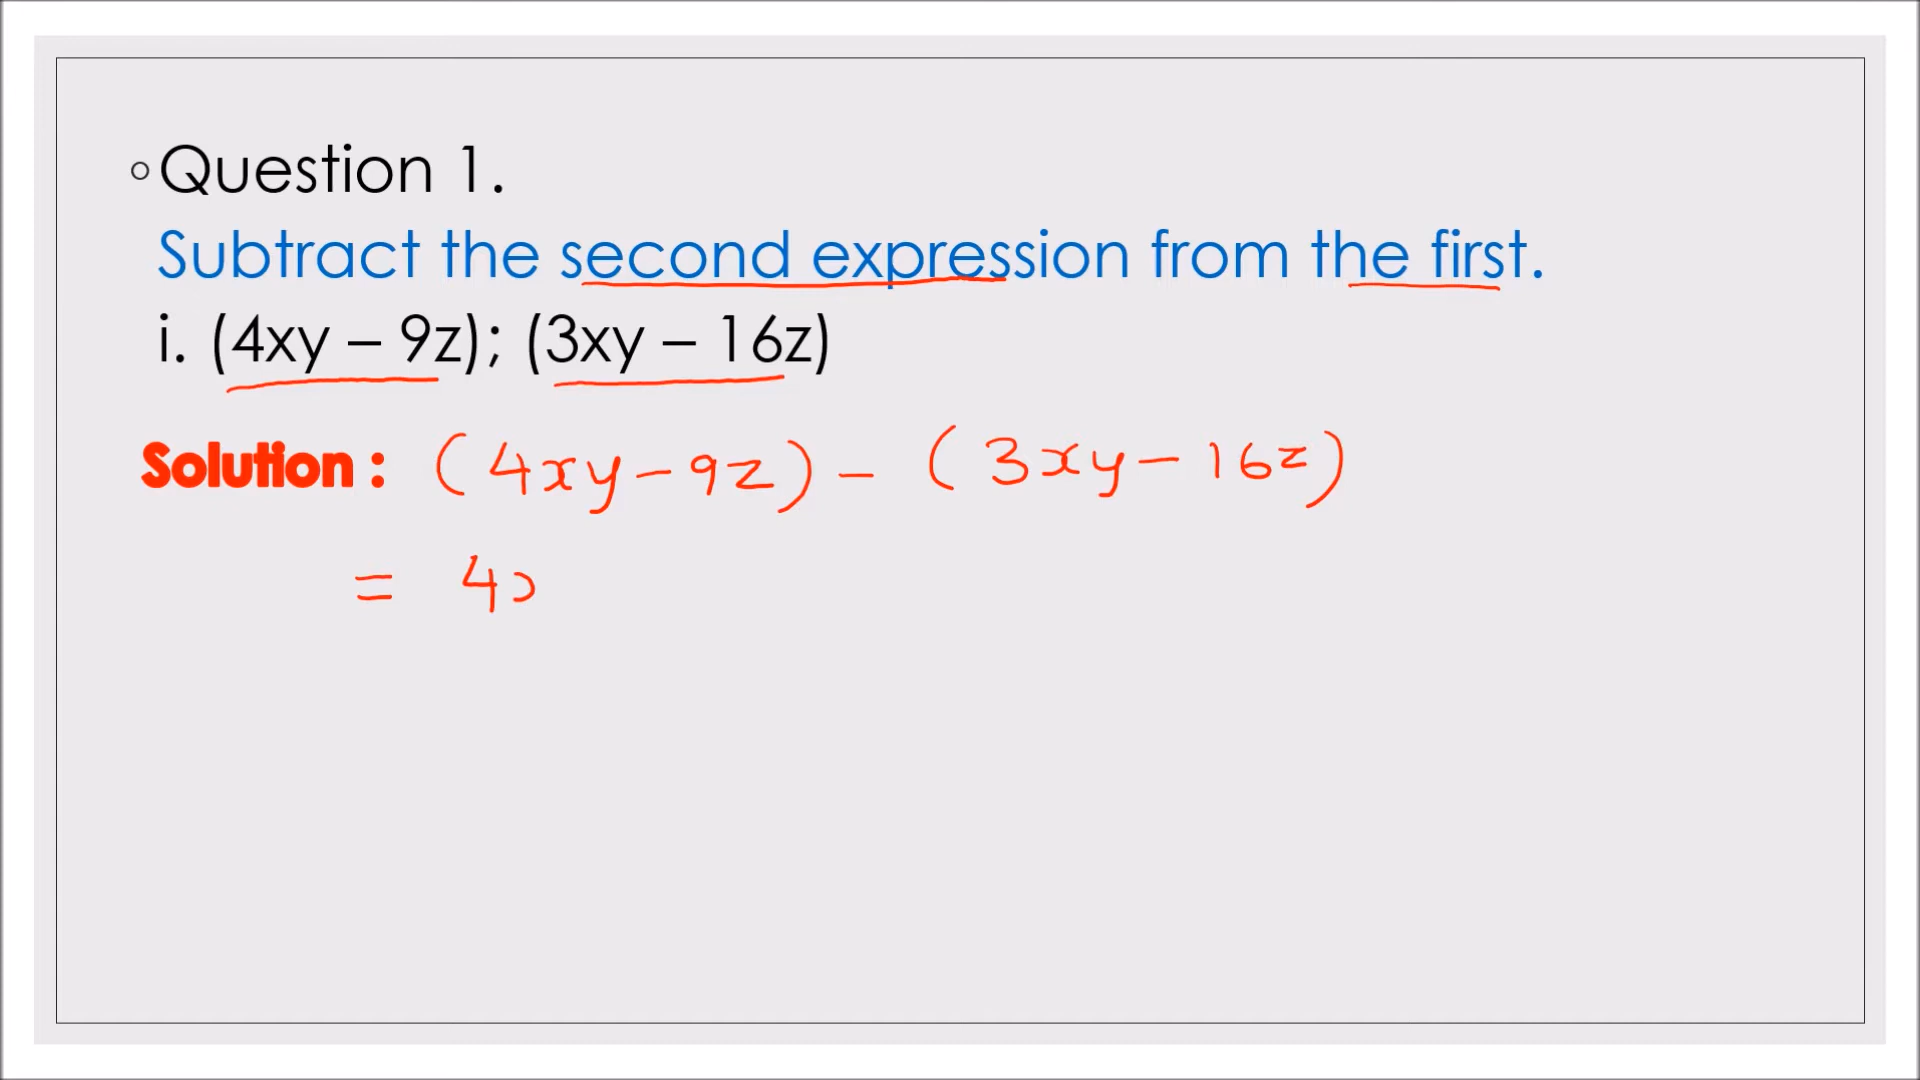 ◦Question 1.
Subtract the second expression from the first.
i. (4xy – 9z); (3xy – 16z)
Solution : (4xy – 9z) – (3xy – 16z)
= 4